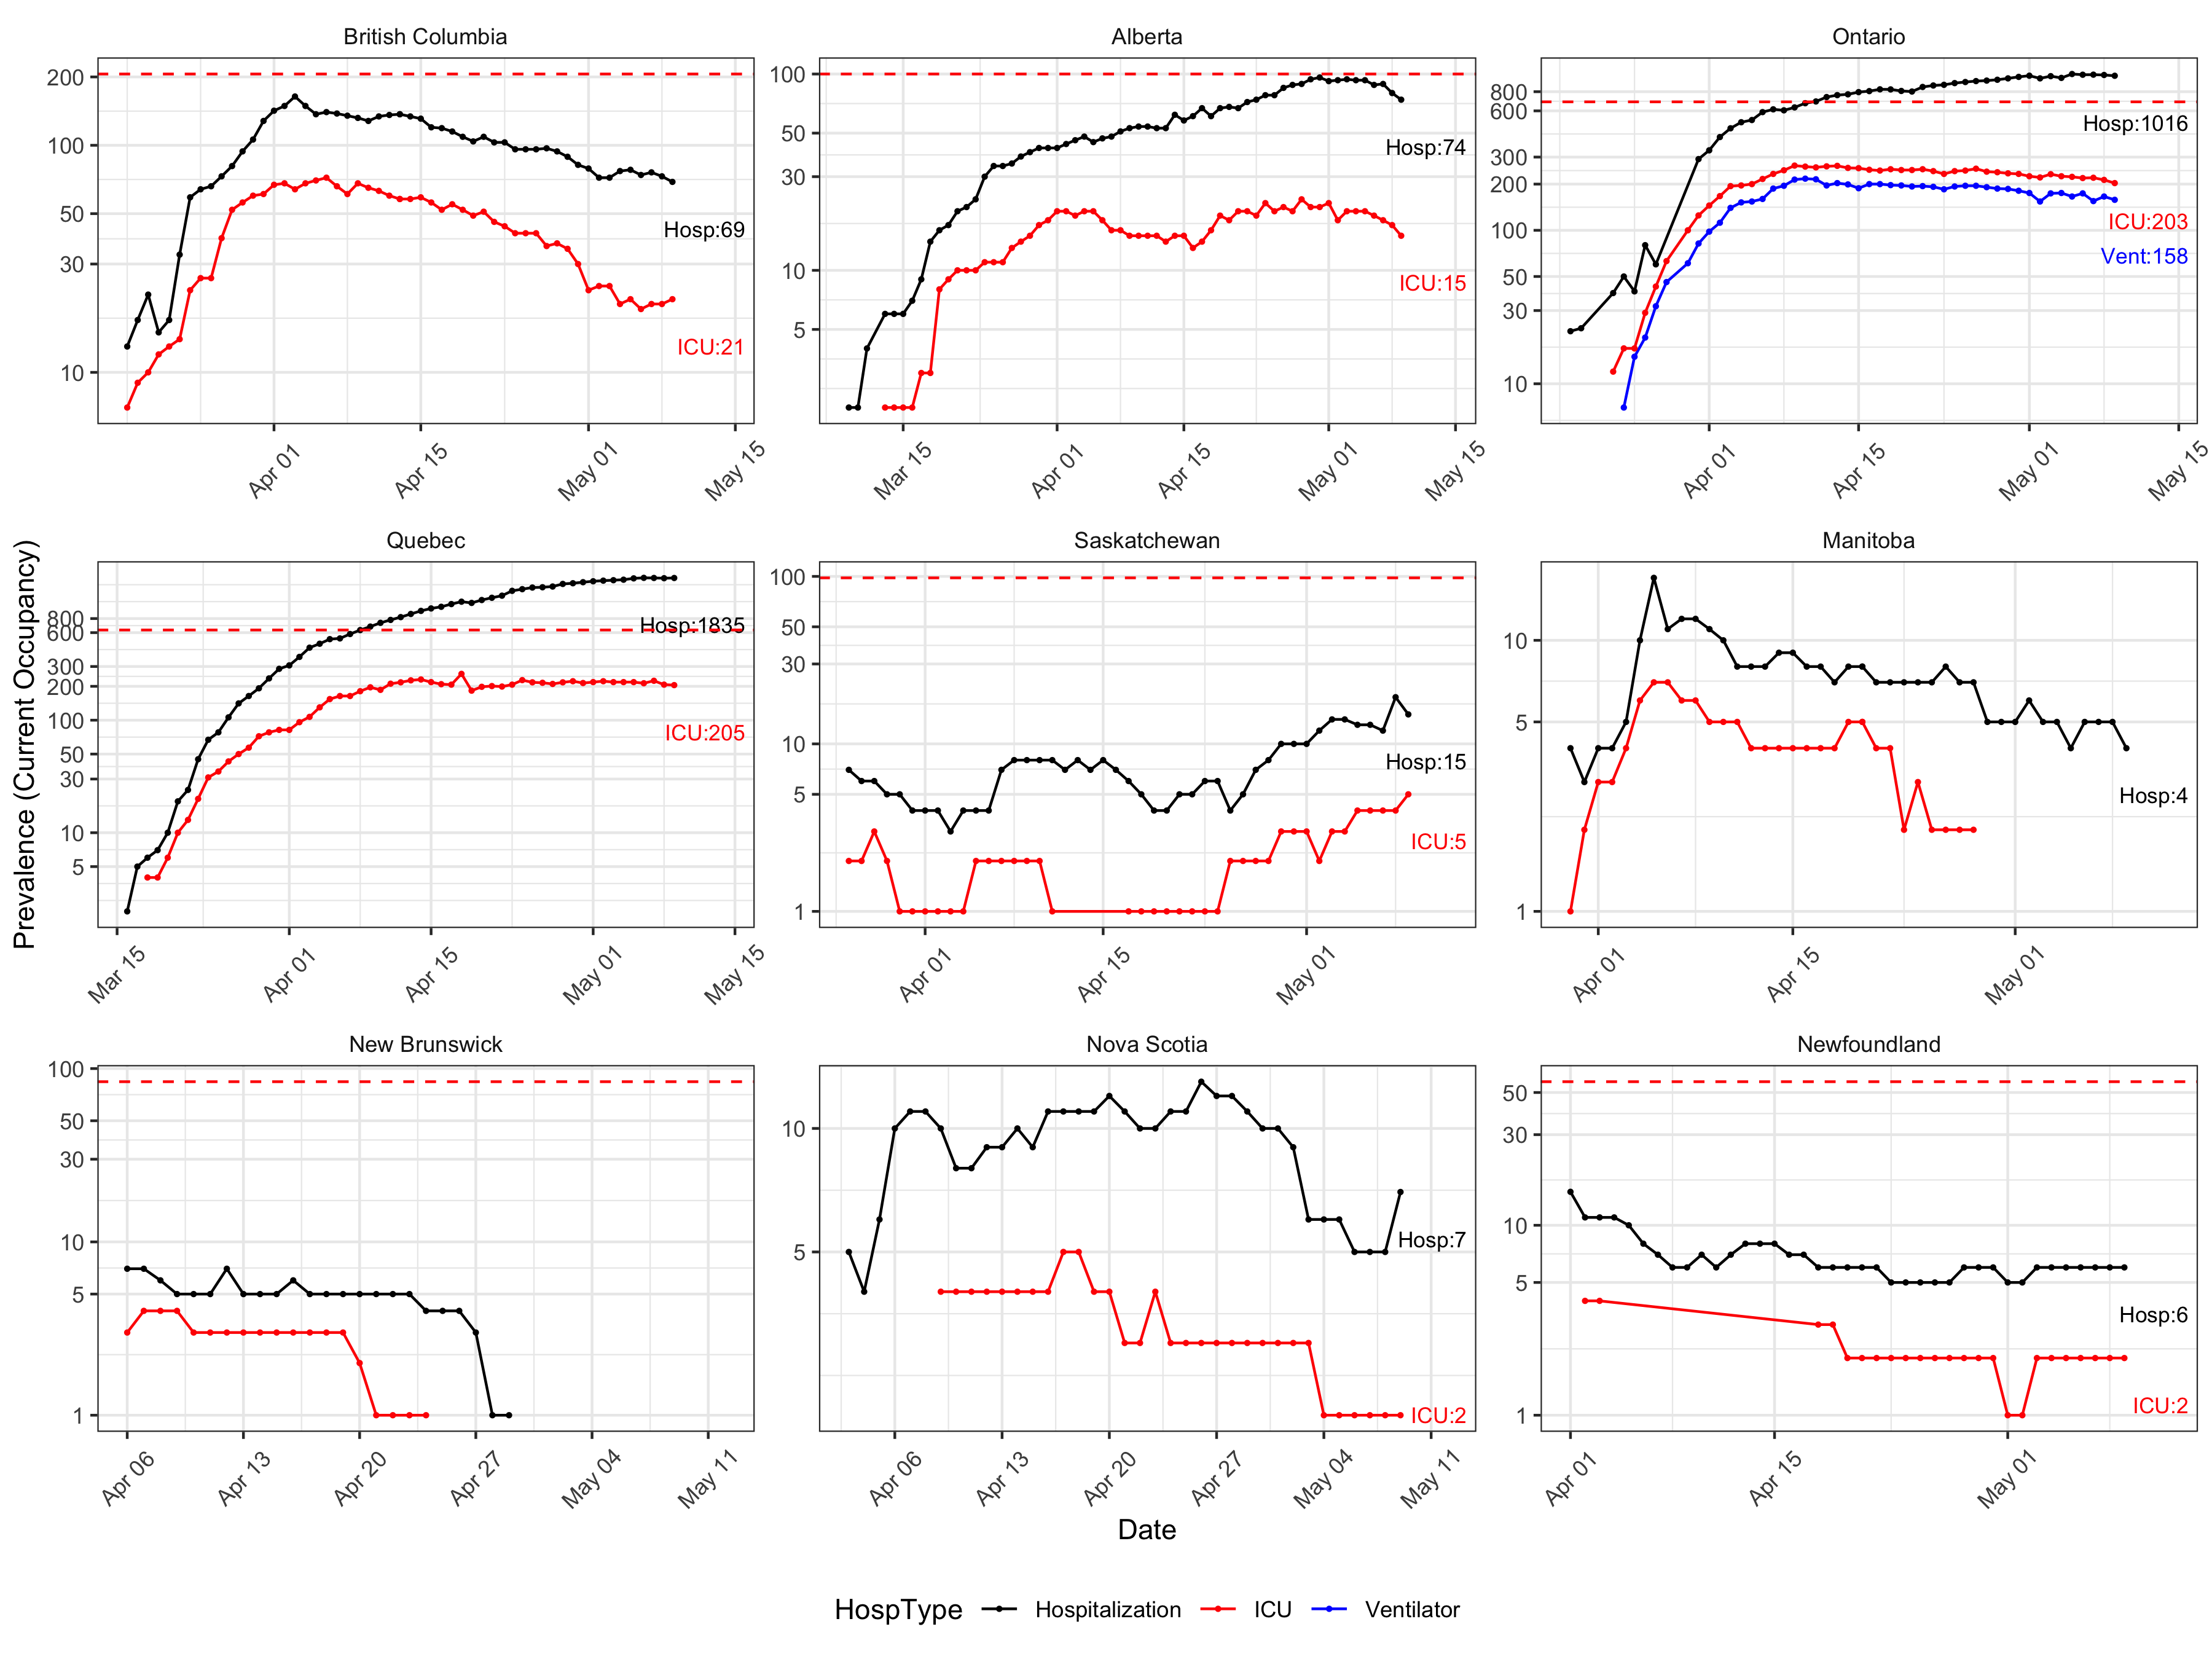 British Columbia
Alberta
Ontario
200
100
50
30
10
Hosp:69
ICU:21
Apr 01
Apr 15
May 01
May 15
100
50
30
10
5
Hosp:74
ICU:15
Mar 15
Apr 01
Apr 15
May 01
May 15
800
600
300
200
100
50
30
10
Hosp:1016
ICU:203
Vent:158
Apr 01
Apr 15
May 01
May 15
Prevalence (Current Occupancy)
Quebec
Saskatchewan
Manitoba
800
600
300
200
100
50
30
10
5
Hosp:1835
ICU:205
Mar 15
Apr 01
Apr 15
May 01
May 15
100
50
30
10
5
1
Hosp:15
ICU:5
Apr 01
Apr 15
May 01
10
5
1
Hosp:4
Apr 01
Apr 15
May 01
New Brunswick
Nova Scotia
Newfoundland
100
50
30
10
5
1
Apr 06
Apr 13
Apr 20
Apr 27
May 04
May 11
10
5
Hosp:7
ICU:2
Apr 06
Apr 13
Apr 20
Apr 27
May 04
May 11
50
30
10
5
1
Hosp:6
ICU:2
Apr 01
Apr 15
May 01
Date
HospType Hospitalization ICU Ventilator